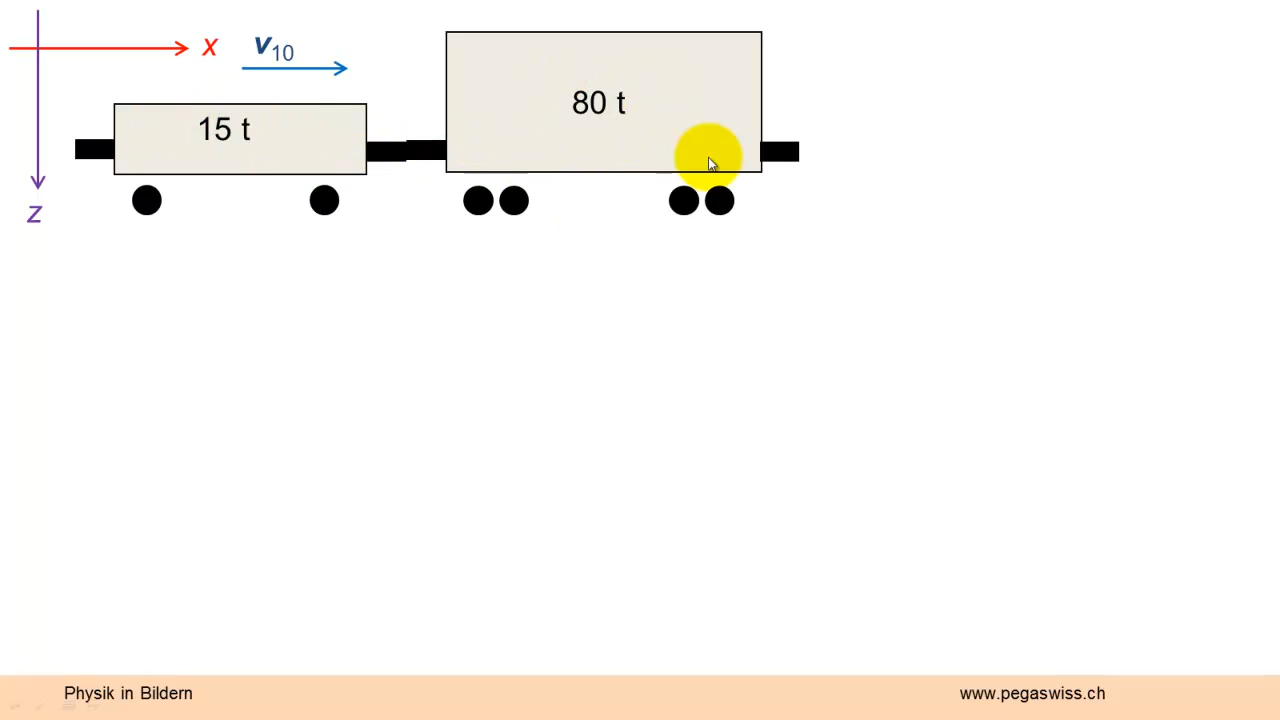 x
v10
15 t
80 t
z
Physik in Bildern
www.pegaswiss.ch